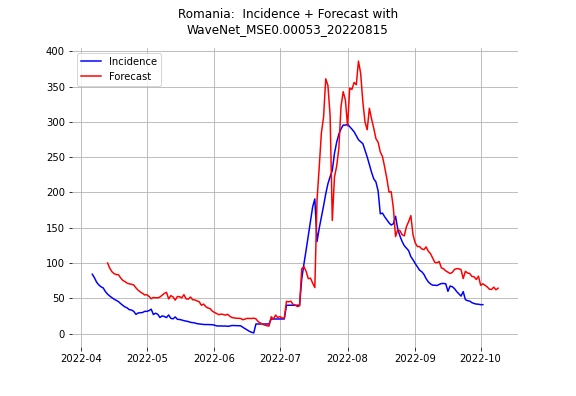 Romania:  Incidence + Forecast with
WaveNet_MSE0.00053_20220815
Incidence
Forecast
400
350
300
250
200
150
100
50
0
2022-04 2022-05 2022-06 2022-07 2022-08 2022-09 2022-10